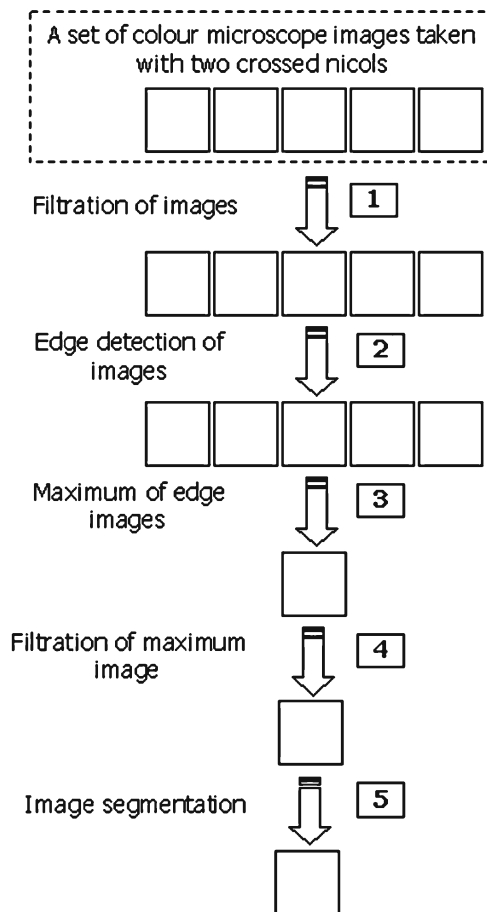 A set of colour microscope images taken
with two crossed nicols
Filtration of images
1
Edge detection of
images
2
Maximum of edge
images
3
Filtration of maximum
image
4
Image segmentation
5